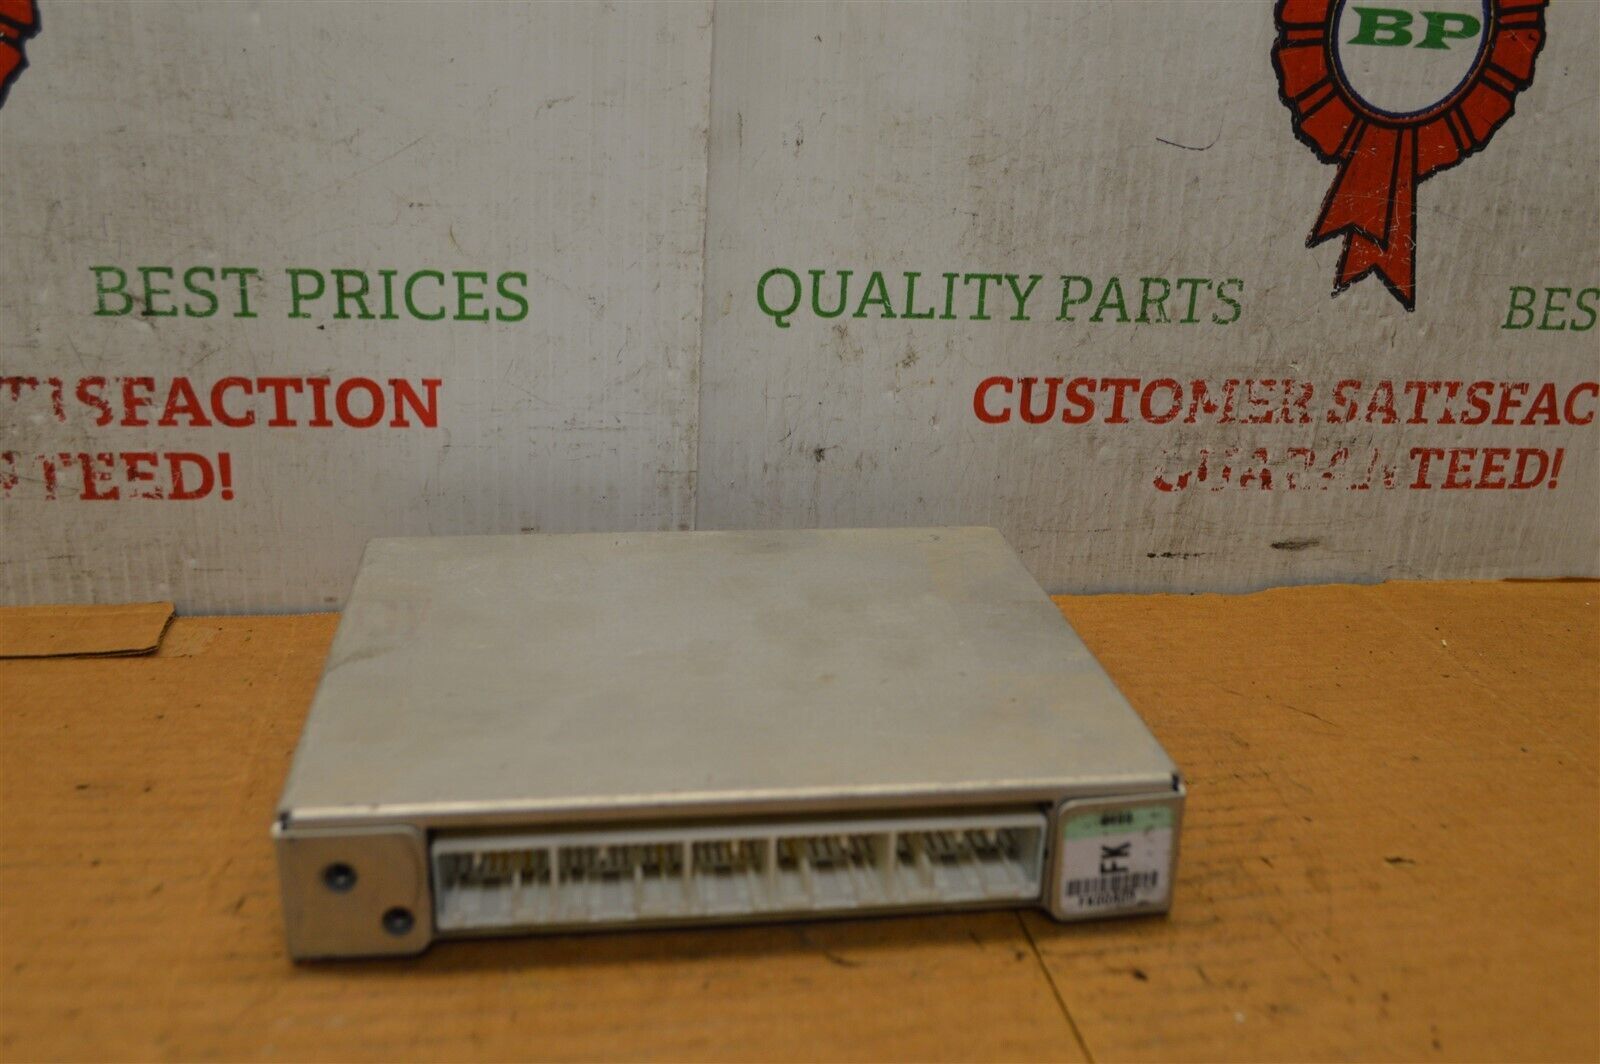 BP
BEST PRICES
QUALITY PARTS
BES
TISFACTION
CUSTOMER SATISFAC
TEED!
GUARANTEED!
FK